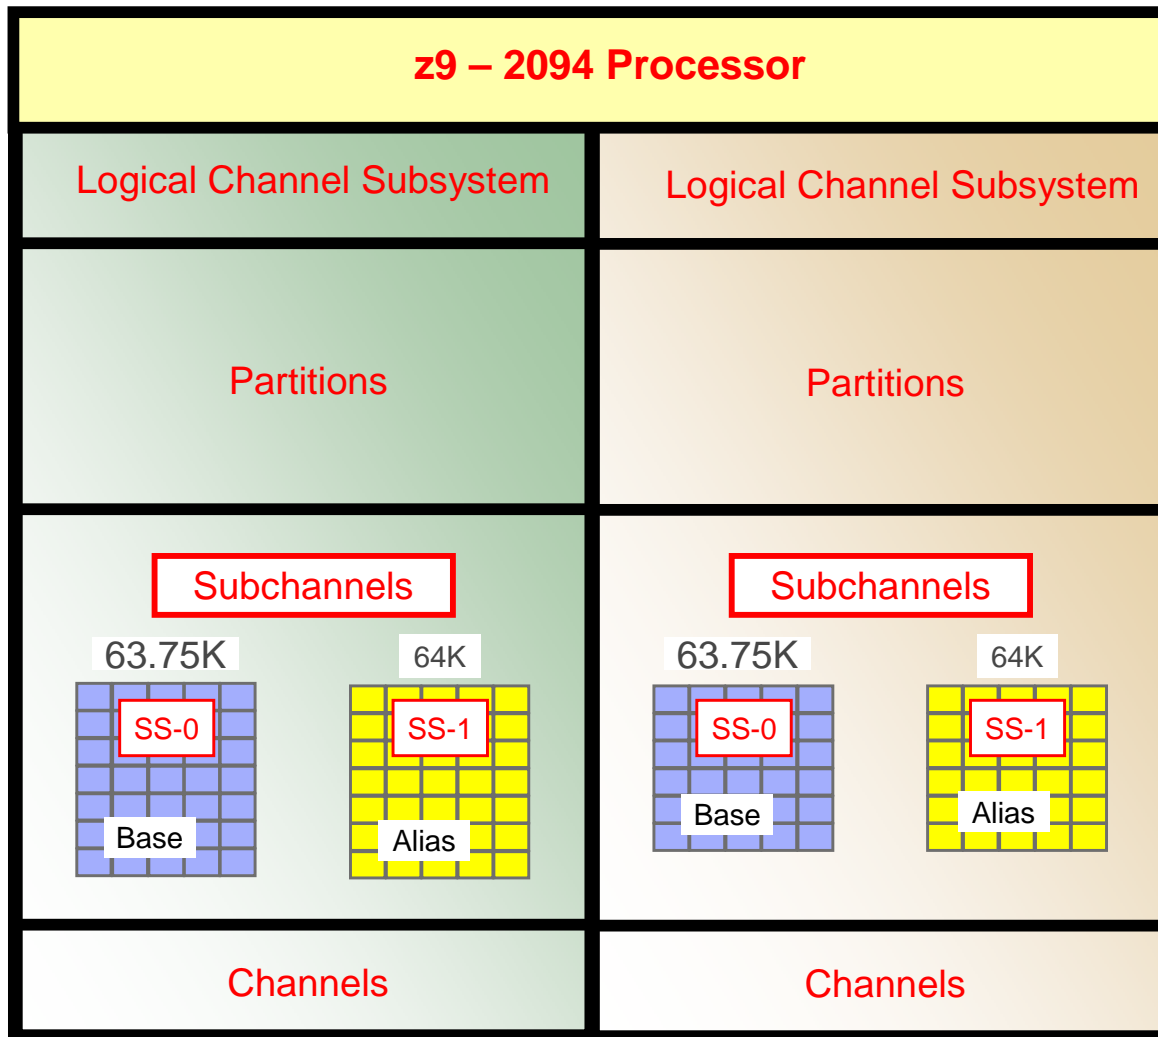 z9 – 2094 Processor
Logical Channel Subsystem
Logical Channel Subsystem
Partitions
Partitions
Subchannels
Subchannels
63.75K
64K
63.75K
64K
SS-0
SS-1
SS-0
SS-1
Base
Alias
Base
Alias
Channels
Channels